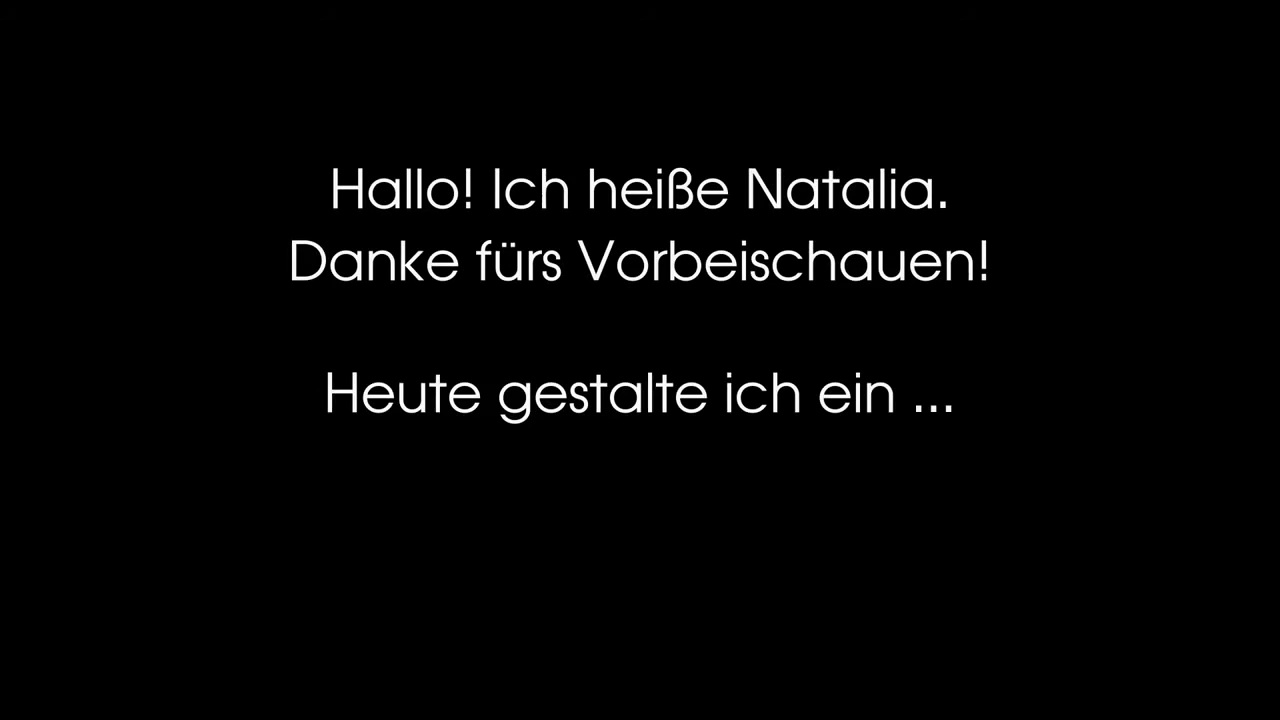 Hallo! Ich heiße Natalia.
Danke fürs Vorbeischauen!
Heute gestalte ich ein ...